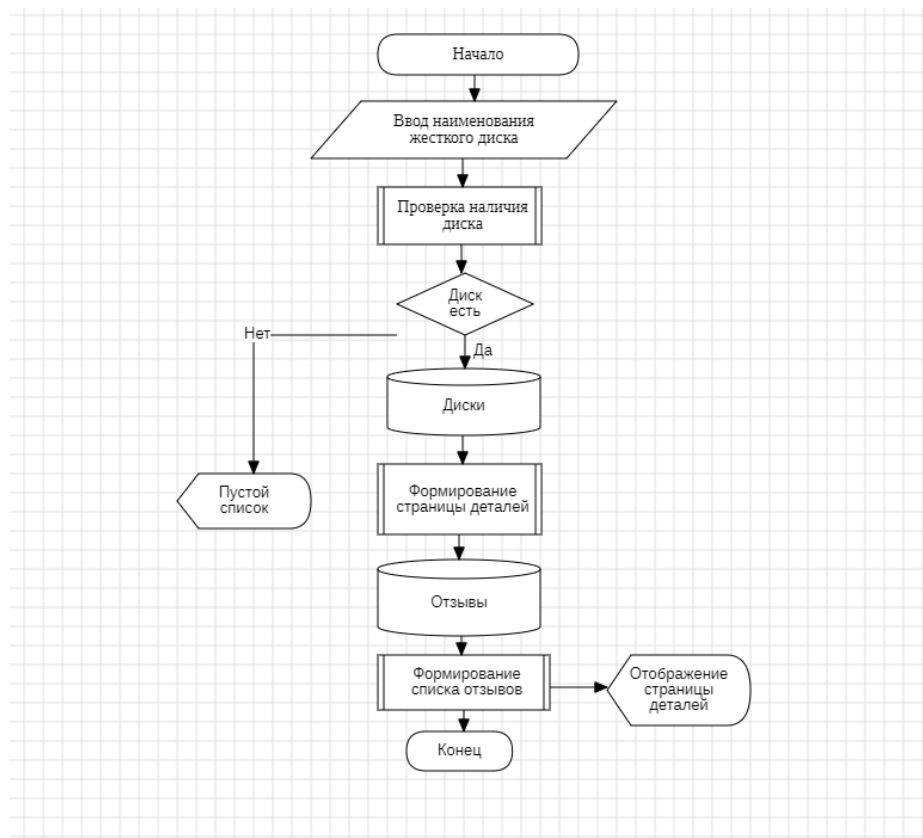 Начало
Ввод наименования
жесткого диска
Проверка наличия
диска
Диск
есть
Нет
Да
Диски
Пустой
список
Формирование
страницы деталей
Отзывы
Формирование
списка отзывов
Отображение
страницы
деталей
Конец